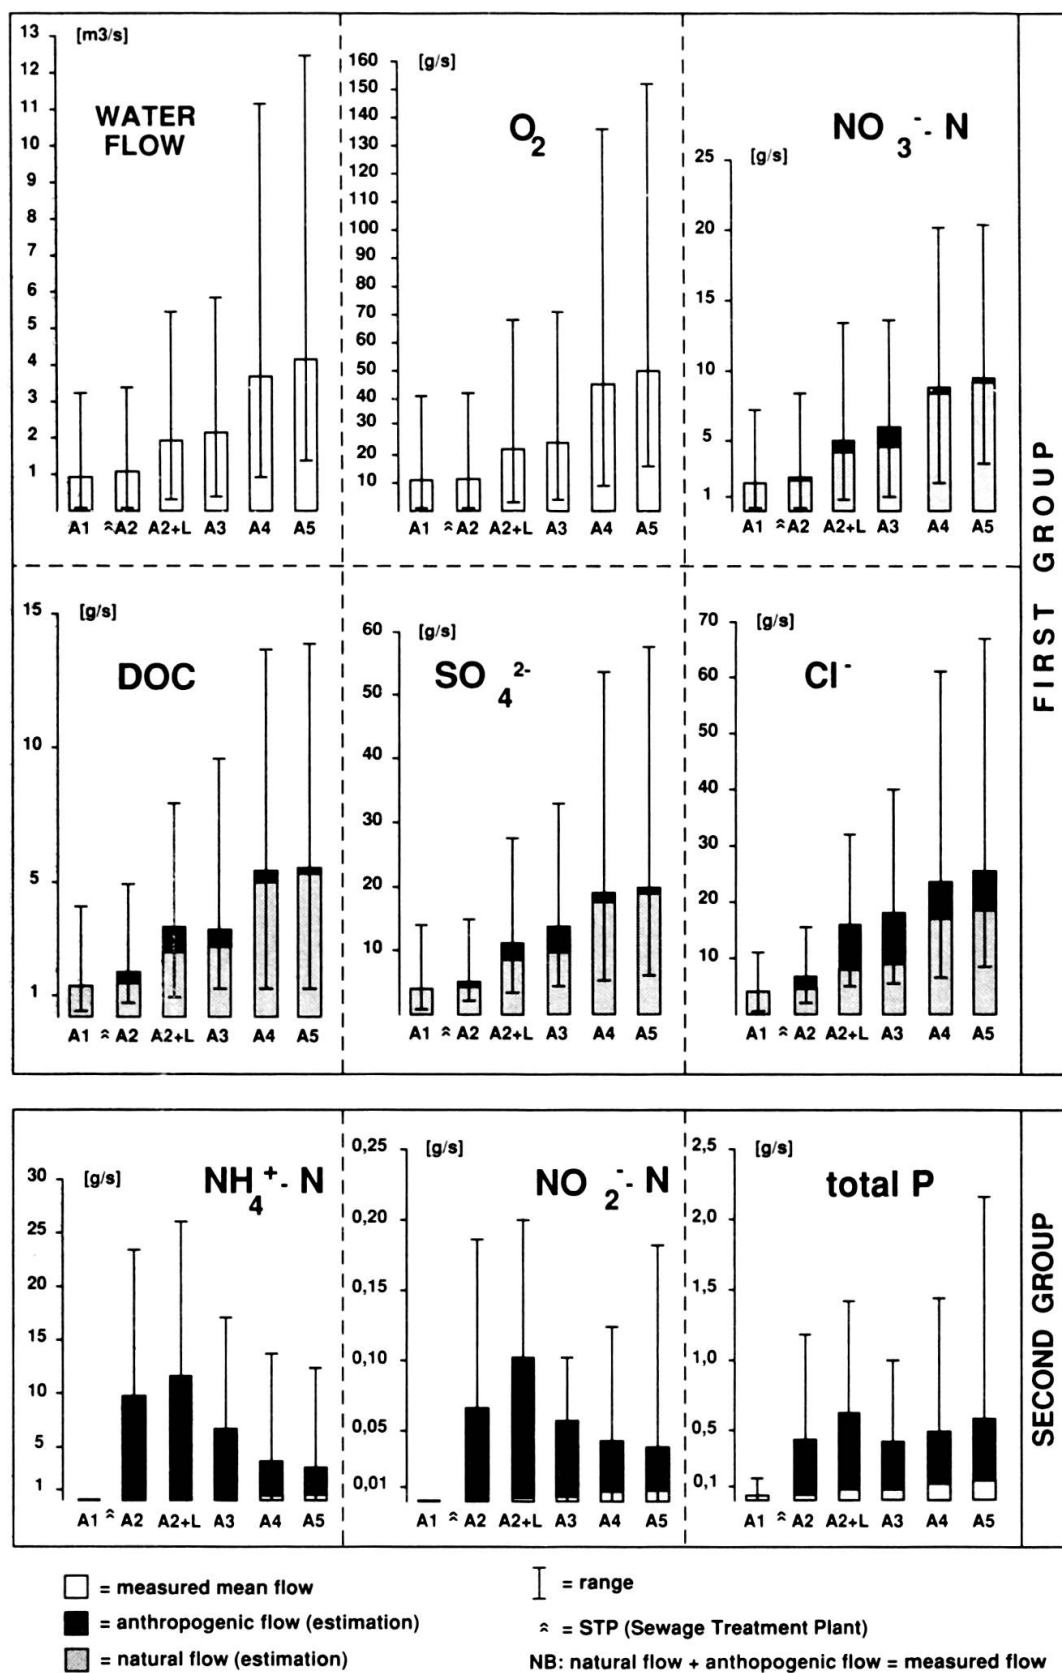 [m3/s]
WATER
FLOW
13
12
11
10
9
8
7
6
5
4
3
2
1
A1 ^ A2 A2+L A3 A4 A5
[g/s]
O2
160
150
140
130
120
110
100
90
80
70
60
50
40
30
20
10
A1 ^ A2 A2+L A3 A4 A5
NO3- - N
[g/s]
25
20
15
10
5
1
A1 ^ A2 A2+L A3 A4 A5
FIRST GROUP
[g/s]
DOC
15
10
5
1
A1 ^ A2 A2+L A3 A4 A5
[g/s]
SO4 2-
60
50
40
30
20
10
A1 ^ A2 A2+L A3 A4 A5
[g/s]
Cl -
70
60
50
40
30
20
10
A1 ^ A2 A2+L A3 A4 A5
[g/s]
NH4+ - N
30
25
20
15
10
5
1
A1 ^ A2 A2+L A3 A4 A5
[g/s]
NO2- - N
0,25
0,20
0,15
0,10
0,05
0,01
A1 ^ A2 A2+L A3 A4 A5
[g/s]
total P
2,5
2,0
1,5
1,0
0,5
0,1
A1 ^ A2 A2+L A3 A4 A5
SECOND GROUP
= measured mean flow
= anthropogenic flow (estimation)
= natural flow (estimation)
= range
^ = STP (Sewage Treatment Plant)
NB: natural flow + anthopogenic flow = measured flow